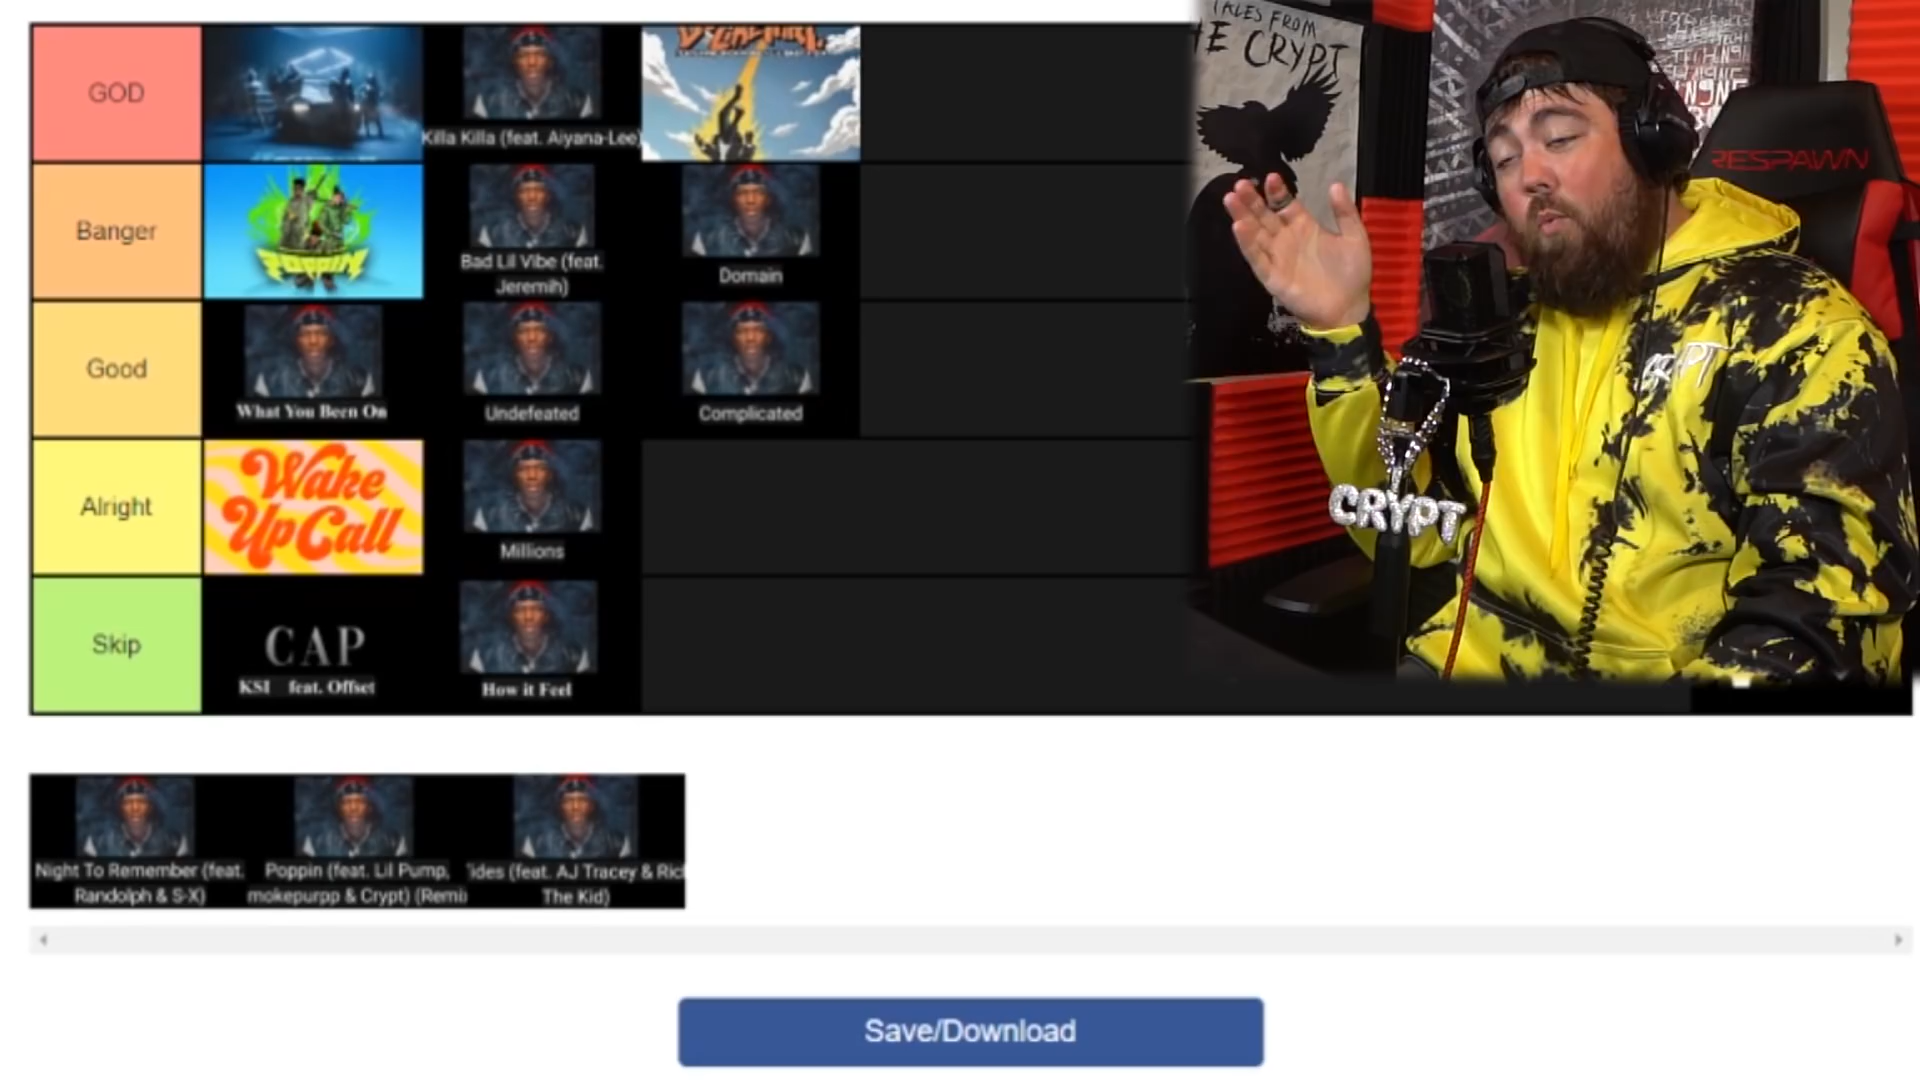 GOD
Killa Killa (feat. Aiyana-Lee)
Banger
POPPIN
Bad Lil Vibe (feat.
Jeremih)
Domain
Good
What You Been On
Undefeated
Complicated
Alright
Wake
Up Call
Millions
Skip
CAP
KSI feat. Offset
How it Feel
TALES FROM
THE CRYPT
RESPAWN
CRYPT
CRYPT
Night To Remember (feat.
Randolph & S-X)
Poppin (feat. Lil Pump,
mokepurpp & Crypt) (Remi
ides (feat. AJ Tracey & Ric
The Kid)
Save/Download